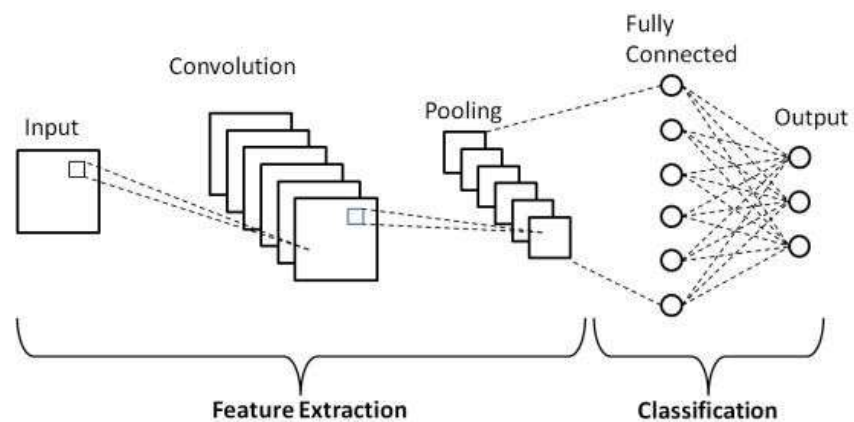 Input
Convolution
Pooling
Fully
Connected
Output
Feature Extraction
Classification